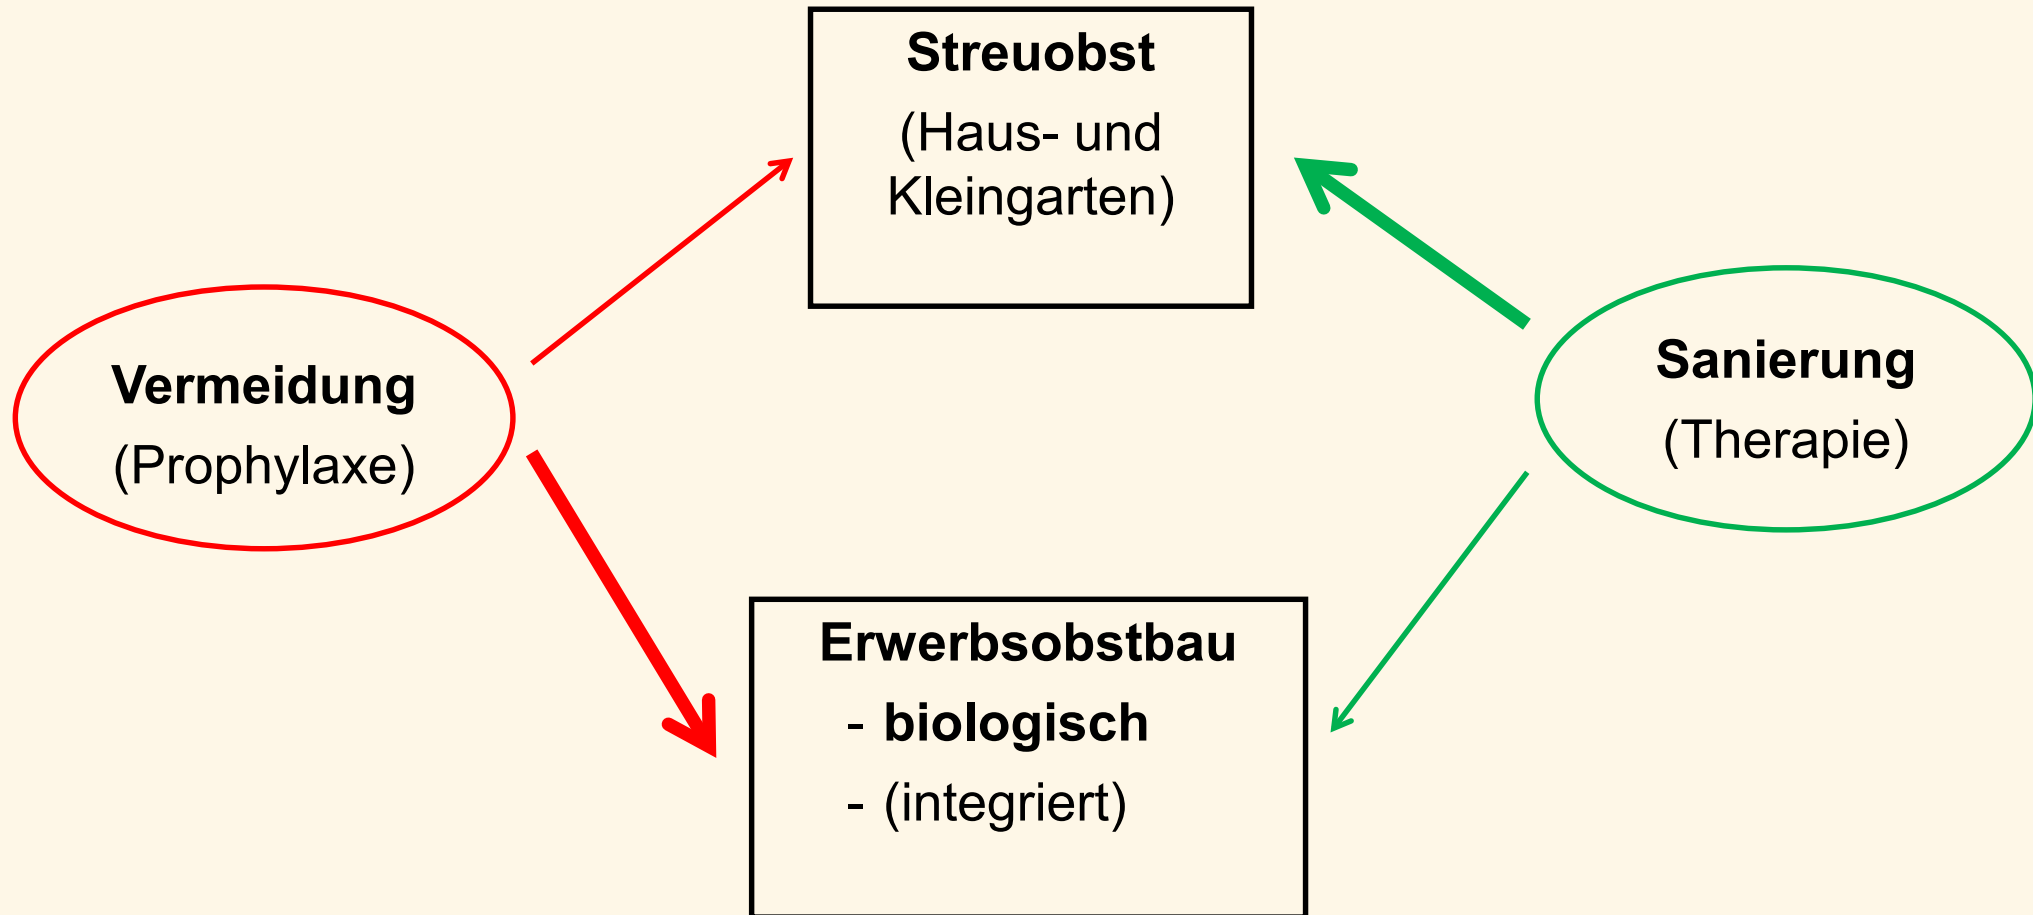 Streuobst
(Haus- und
Kleingarten)
Vermeidung
(Prophylaxe)
Sanierung
(Therapie)
Erwerbsobstbau
- biologisch
- (integriert)